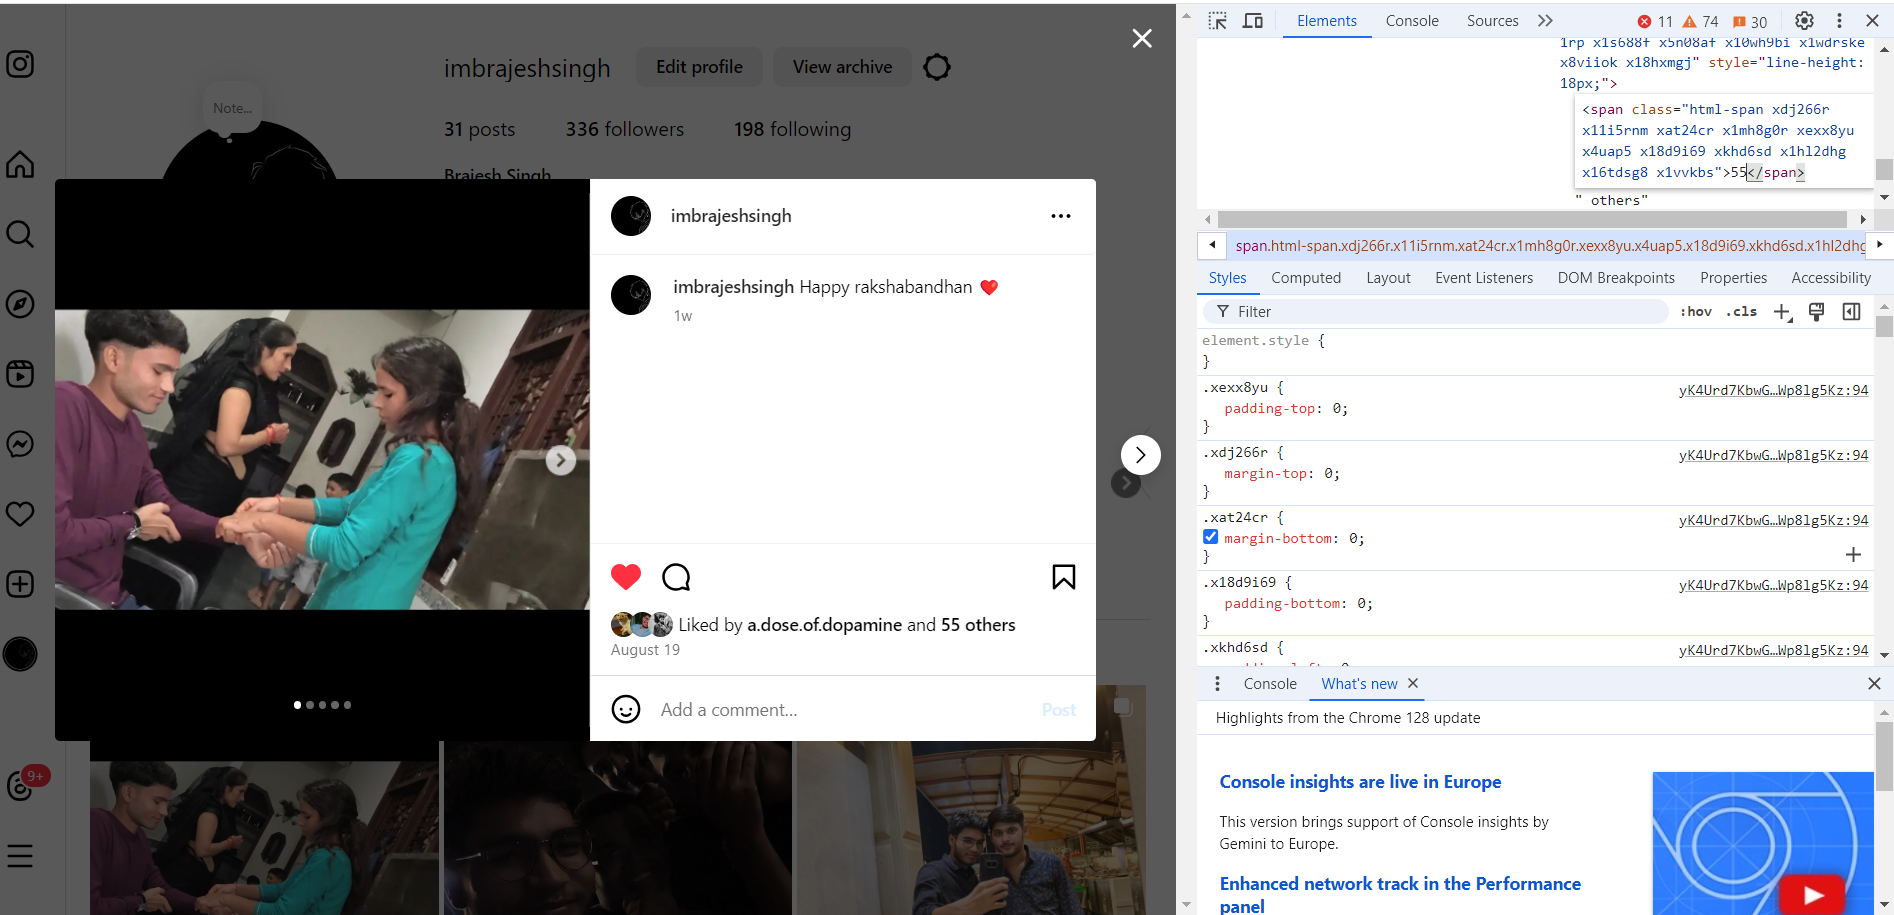 imbrajeshsingh
Edit profile
View archive
Note...
31 posts
336 followers
198 following
Brajesh Singh
imbrajeshsingh
imbrajeshsingh Happy rakshabandhan ❤️
1w
Liked by a.dose.of.dopamine and 55 others
August 19
Add a comment...
Post
9+
Elements
Console
Sources
11
74
30
1rp x1s688f x5n08af x10wh9bi x1wdrske
x8viiok x18hxmgj" style="line-height:
18px;">
<span class="html-span xdj266r
x11i5rnm xat24cr x1mh8g0r xexx8yu
x4uap5 x18d9i69 xkhd6sd x1hl2dhg
x16tdsg8 x1vvkbs">55</span>
" others"
span.html-span.xdj266r.x11i5rnm.xat24cr.x1mh8g0r.xexx8yu.x4uap5.x18d9i69.xkhd6sd.x1hl2dhg
Styles
Computed
Layout
Event Listeners
DOM Breakpoints
Properties
Accessibility
Filter
:hov
.cls
element.style {
}
.xexx8yu {
yK4Urd7KbwG…Wp8lg5Kz:94
padding-top: 0;
}
.xdj266r {
yK4Urd7KbwG…Wp8lg5Kz:94
margin-top: 0;
}
.xat24cr {
yK4Urd7KbwG…Wp8lg5Kz:94
margin-bottom: 0;
}
.x18d9i69 {
yK4Urd7KbwG…Wp8lg5Kz:94
padding-bottom: 0;
}
.xkhd6sd {
yK4Urd7KbwG…Wp8lg5Kz:94
Console
What's new
Highlights from the Chrome 128 update
Console insights are live in Europe
This version brings support of Console insights by
Gemini to Europe.
Enhanced network track in the Performance
panel